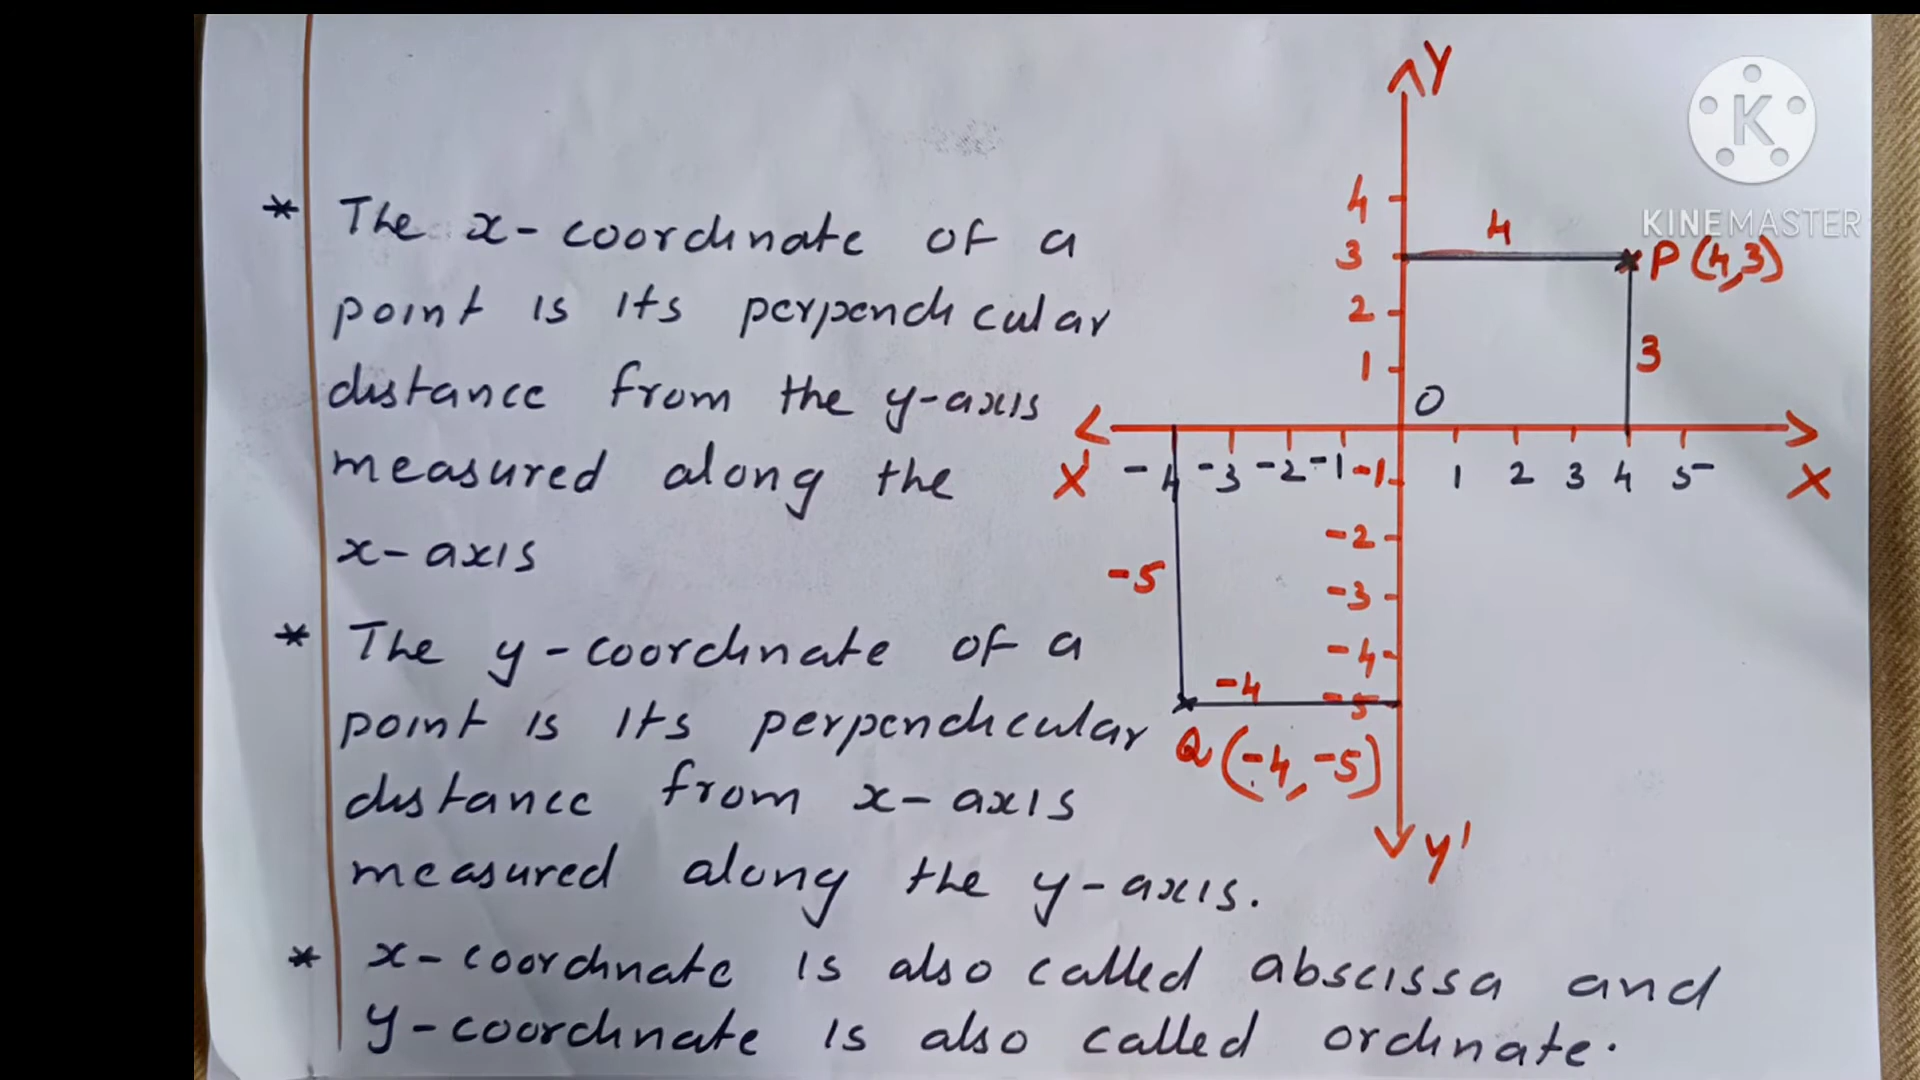 * The x-coordinate of a
point is its perpendicular
distance from the y-axis
measured along the
x-axis
* The y-coordinate of a
point is its perpendicular
distance from x-axis
measured along the y-axis.
* x-coordinate is also called abscissa and
y-coordinate is also called ordinate.
Y
K
KINEMASTER
4
4
3
P(4,3)
2
3
1
O
X' -4 -3 -2 -1 -1 1 2 3 4 5 X
-2
-5
-3
-4
-4
-5
Q(-4,-5)
Y'